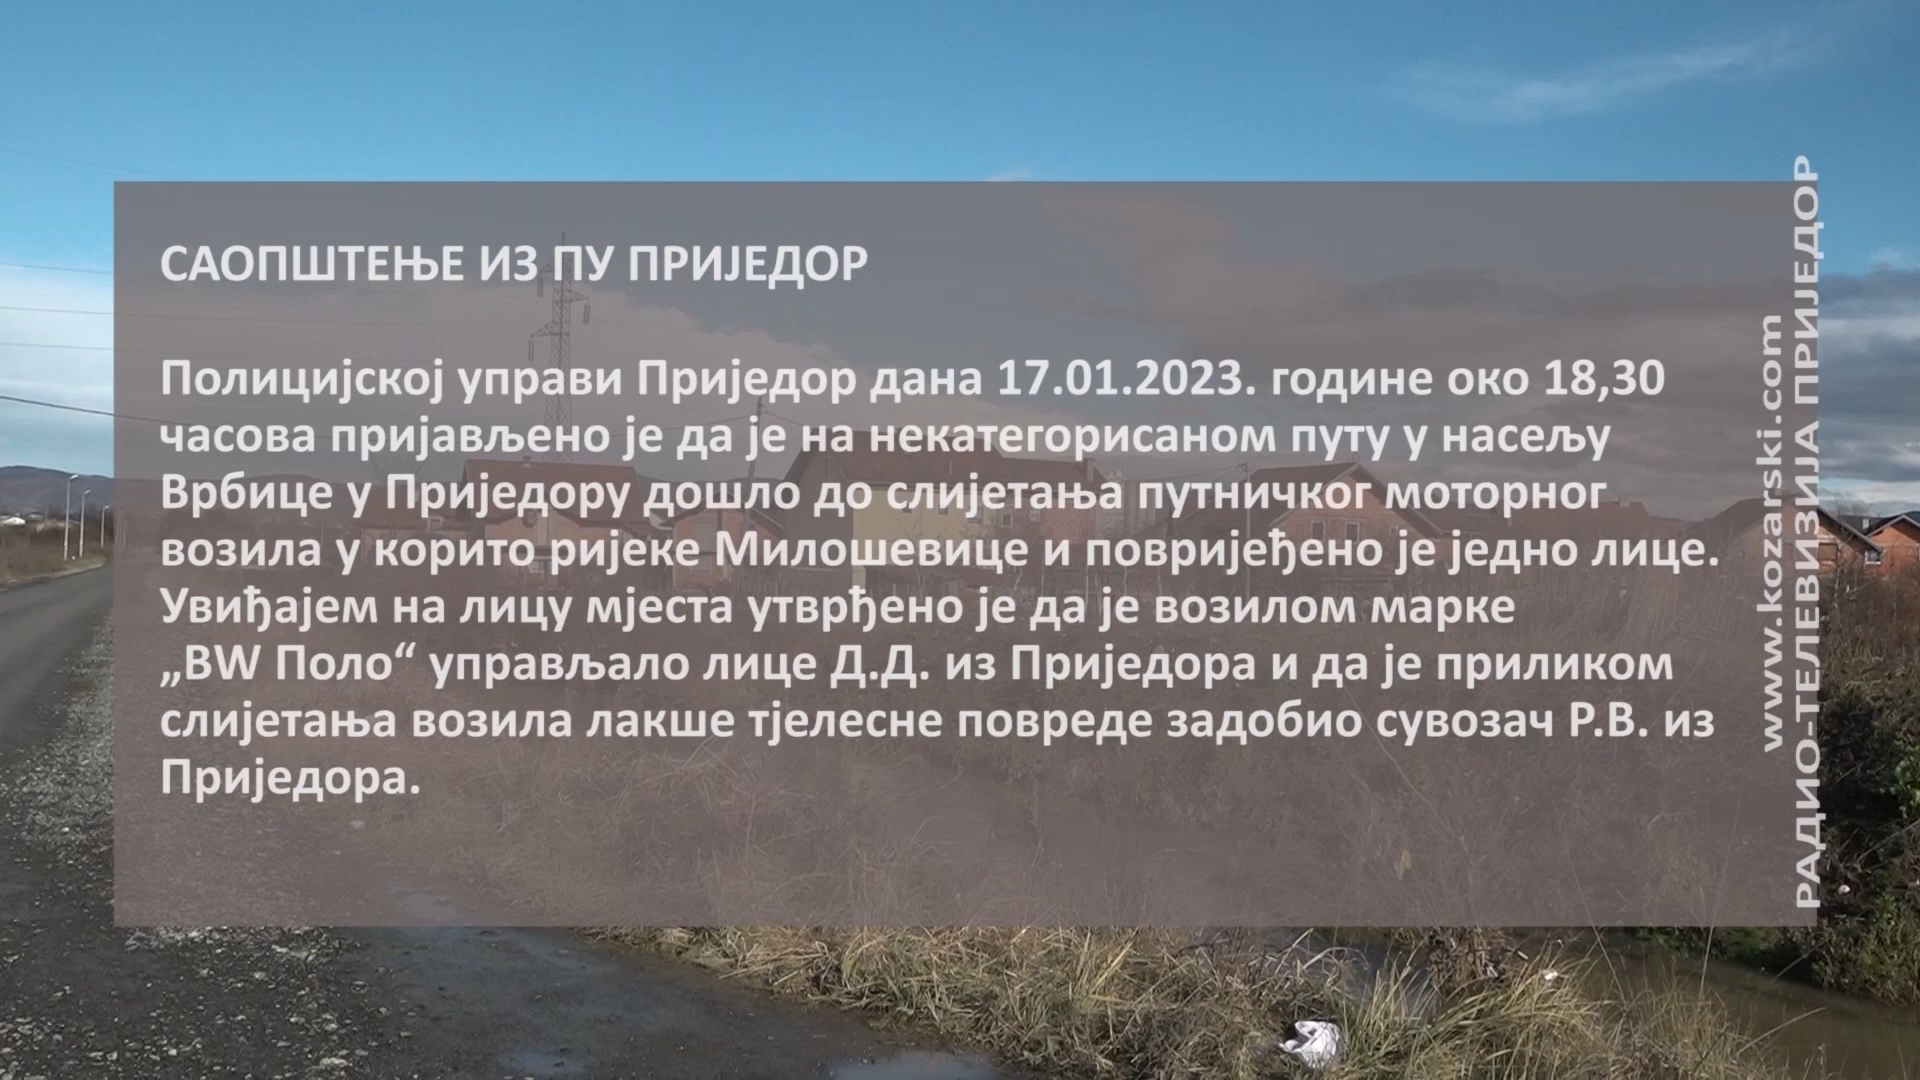 САОПШТЕЊЕ ИЗ ПУ ПРИЈЕДОР
Полицијској управи Приједор дана 17.01.2023. године око 18,30
часова пријављено је да је на некатегорисаном путу у насељу
Врбице у Приједору дошло до слијетања путничког моторног
возила у корито ријеке Милошевице и повријеђено је једно лице.
Увиђајем на лицу мјеста утврђено је да је возилом марке
„BW Поло“ управљало лице Д.Д. из Приједора и да је приликом
слијетања возила лакше тјелесне повреде задобио сувозач Р.В. из
Приједора.
www.kozarski.com
РАДИО-ТЕЛЕВИЗИЈА ПРИЈЕДОР